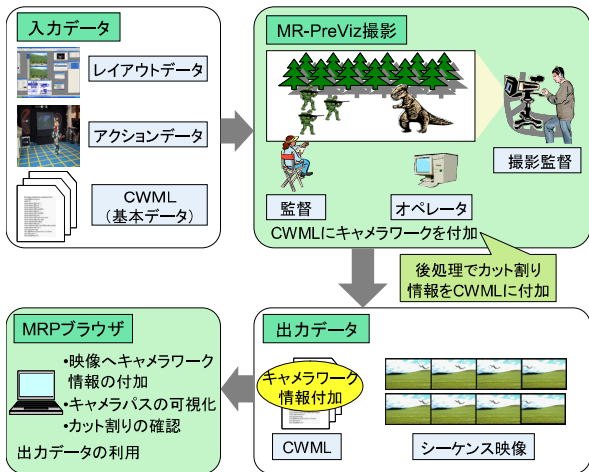 入力データ
レイアウトデータ
アクションデータ
CWML
(基本データ)
MR-PreViz撮影
撮影監督
監督
オペレータ
CWMLにキャメラワークを付加
後処理でカット割り
情報をCWMLに付加
出力データ
キャメラワーク
情報付加
CWML
シーケンス映像
MRPブラウザ
•映像へキャメラワーク
情報の付加
•キャメラパスの可視化
•カット割りの確認
出力データの利用